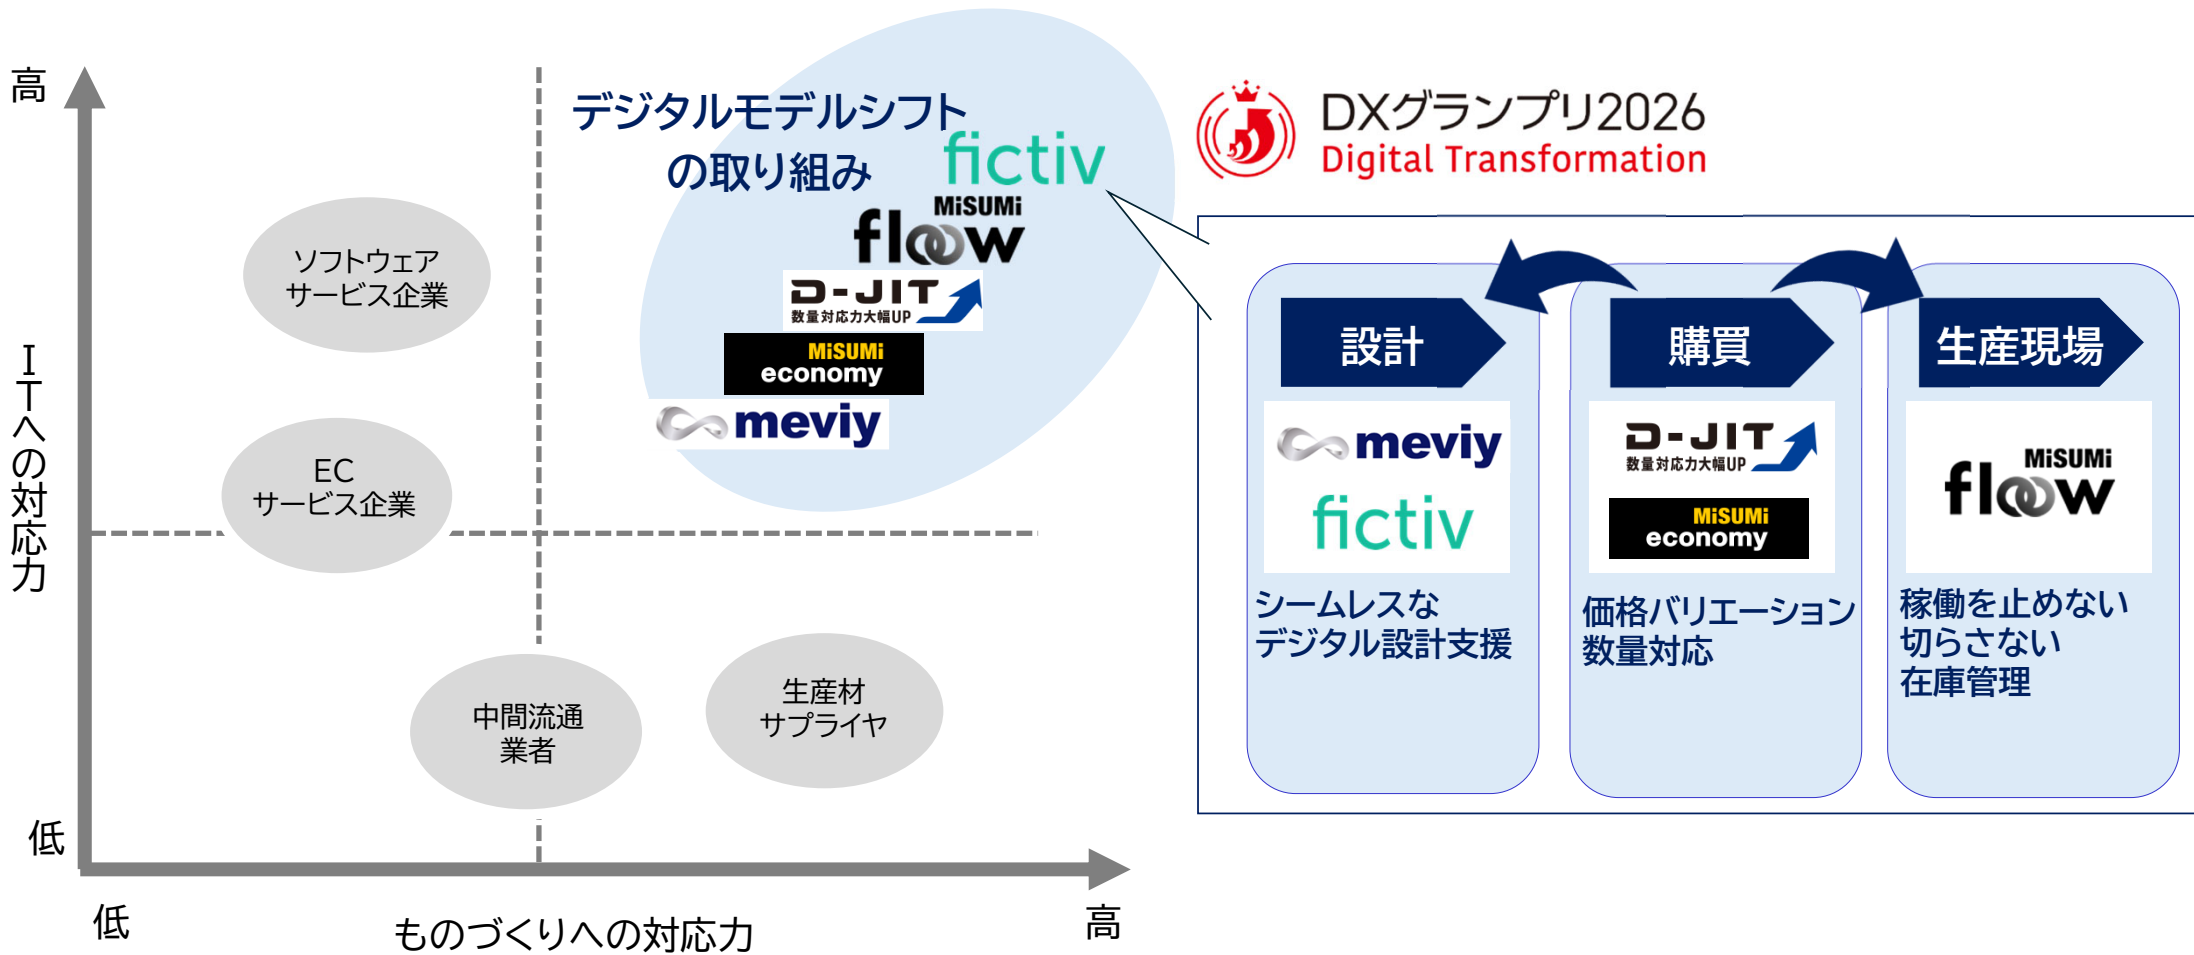 高
ITへの対応力
低
低
ものづくりへの対応力
高
デジタルモデルシフト
の取り組み
fictiv
MiSUMi
floow
D-JIT
数量対応力大幅UP
MiSUMi
economy
meviy
ソフトウェア
サービス企業
EC
サービス企業
中間流通
業者
生産材
サプライヤ
DXグランプリ2026
Digital Transformation
設計
meviy
fictiv
シームレスな
デジタル設計支援
購買
D-JIT
数量対応力大幅UP
MiSUMi
economy
価格バリエーション
数量対応
生産現場
MiSUMi
floow
稼働を止めない
切らさない
在庫管理